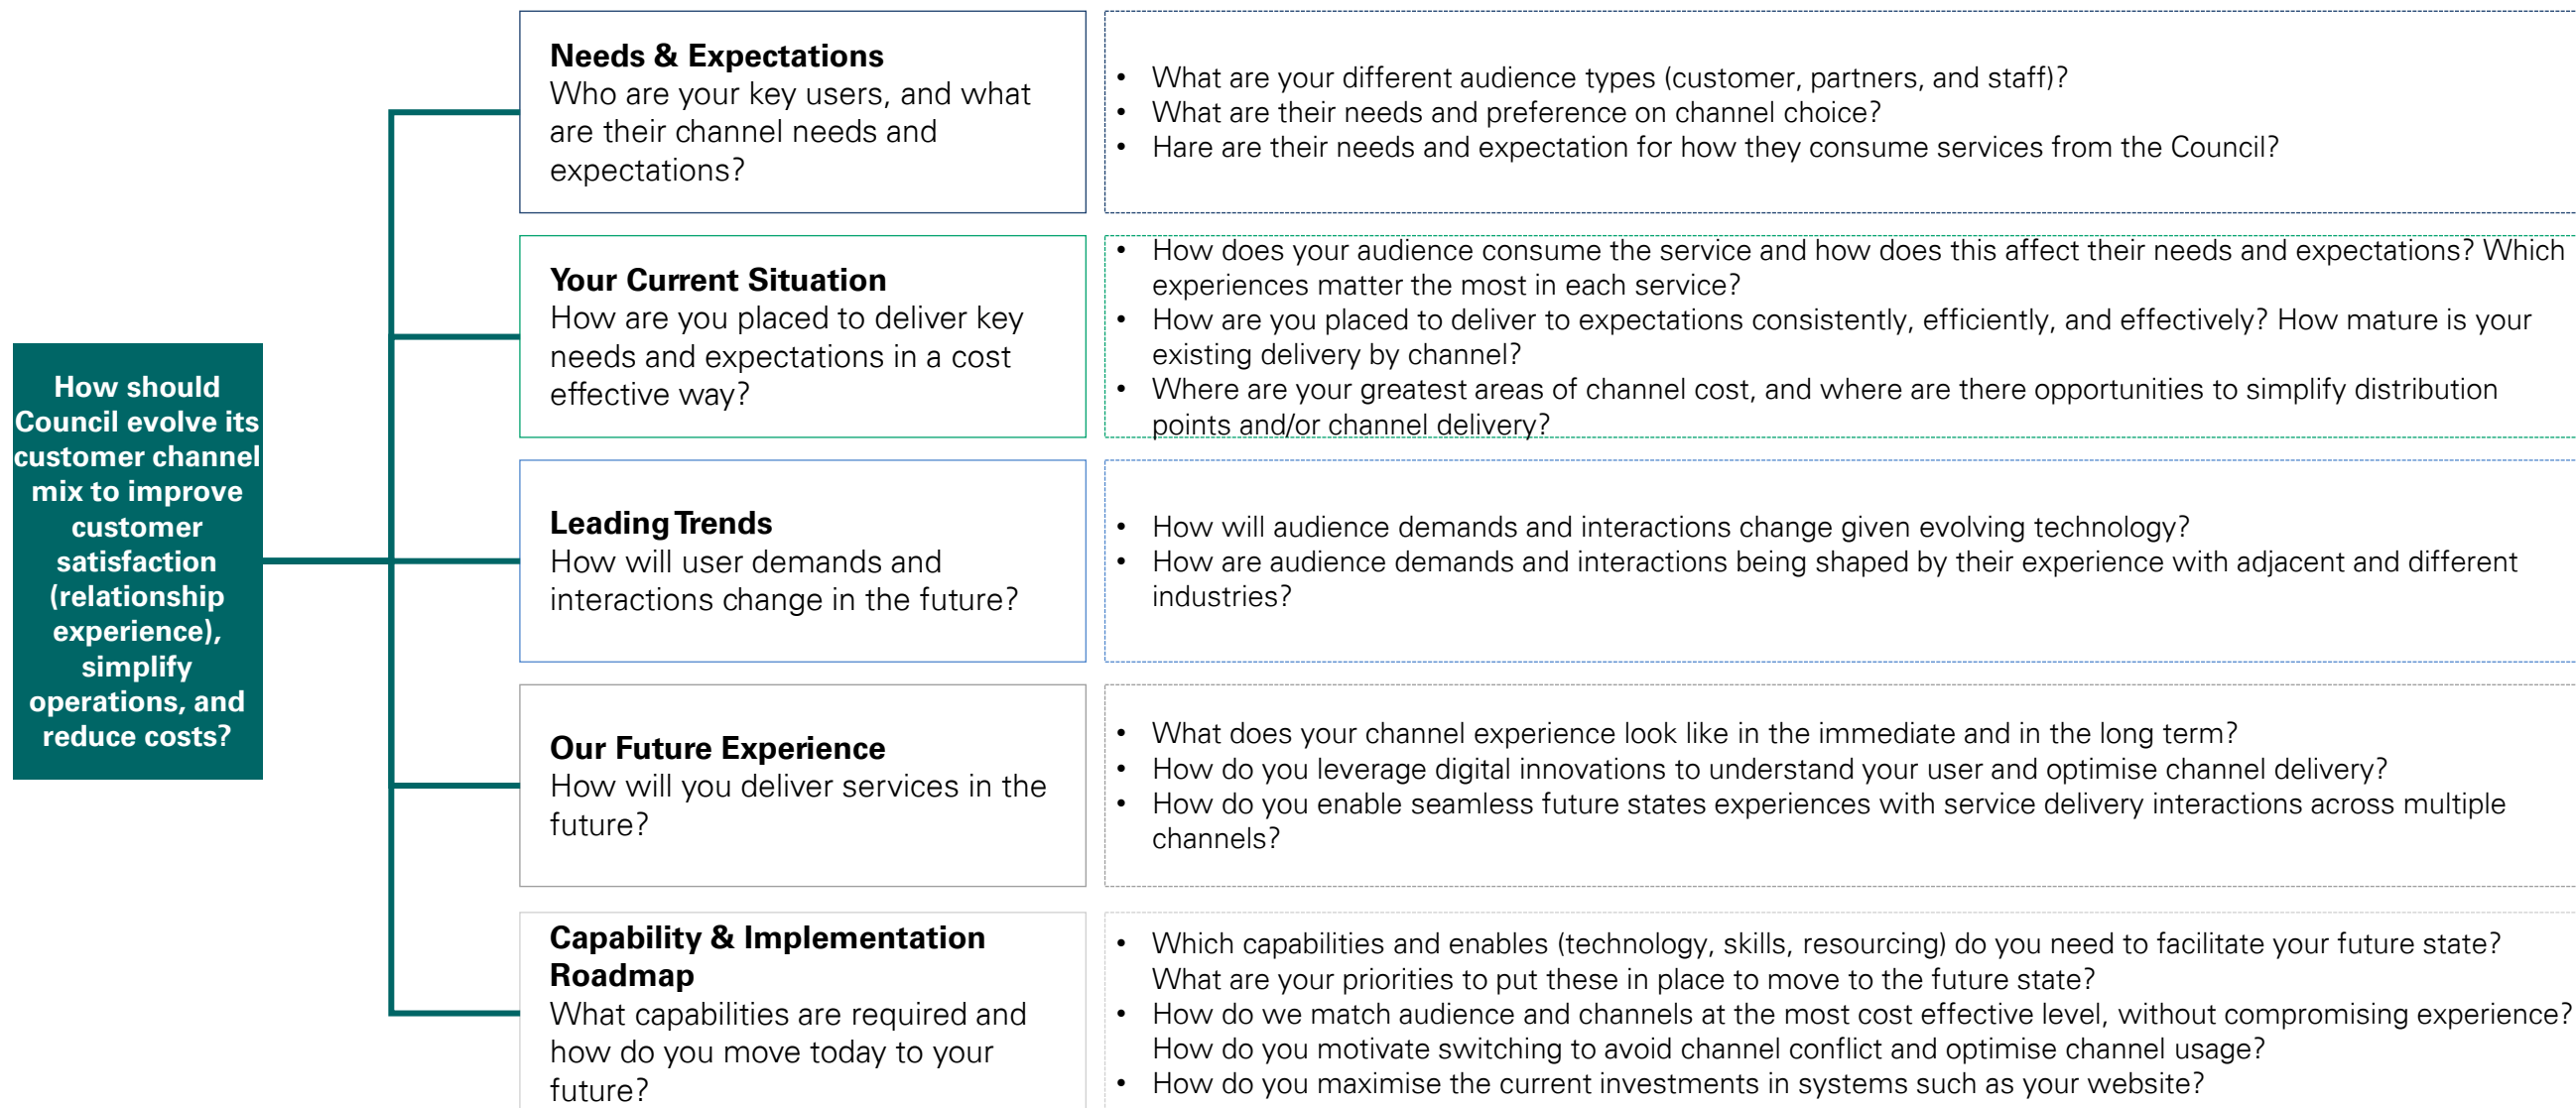 How should
Council evolve its
customer channel
mix to improve
customer
satisfaction
(relationship
experience),
simplify
operations, and
reduce costs?
Needs & Expectations
Who are your key users, and what
are their channel needs and
expectations?
• What are your different audience types (customer, partners, and staff)?
• What are their needs and preference on channel choice?
• Hare are their needs and expectation for how they consume services from the Council?
Your Current Situation
How are you placed to deliver key
needs and expectations in a cost
effective way?
• How does your audience consume the service and how does this affect their needs and expectations? Which
experiences matter the most in each service?
• How are you placed to deliver to expectations consistently, efficiently, and effectively? How mature is your
existing delivery by channel?
• Where are your greatest areas of channel cost, and where are there opportunities to simplify distribution
points and/or channel delivery?
Leading Trends
How will user demands and
interactions change in the future?
• How will audience demands and interactions change given evolving technology?
• How are audience demands and interactions being shaped by their experience with adjacent and different
industries?
Our Future Experience
How will you deliver services in the
future?
• What does your channel experience look like in the immediate and in the long term?
• How do you leverage digital innovations to understand your user and optimise channel delivery?
• How do you enable seamless future states experiences with service delivery interactions across multiple
channels?
Capability & Implementation
Roadmap
What capabilities are required and
how do you move today to your
future?
• Which capabilities and enables (technology, skills, resourcing) do you need to facilitate your future state?
What are your priorities to put these in place to move to the future state?
• How do we match audience and channels at the most cost effective level, without compromising experience?
How do you motivate switching to avoid channel conflict and optimise channel usage?
• How do you maximise the current investments in systems such as your website?